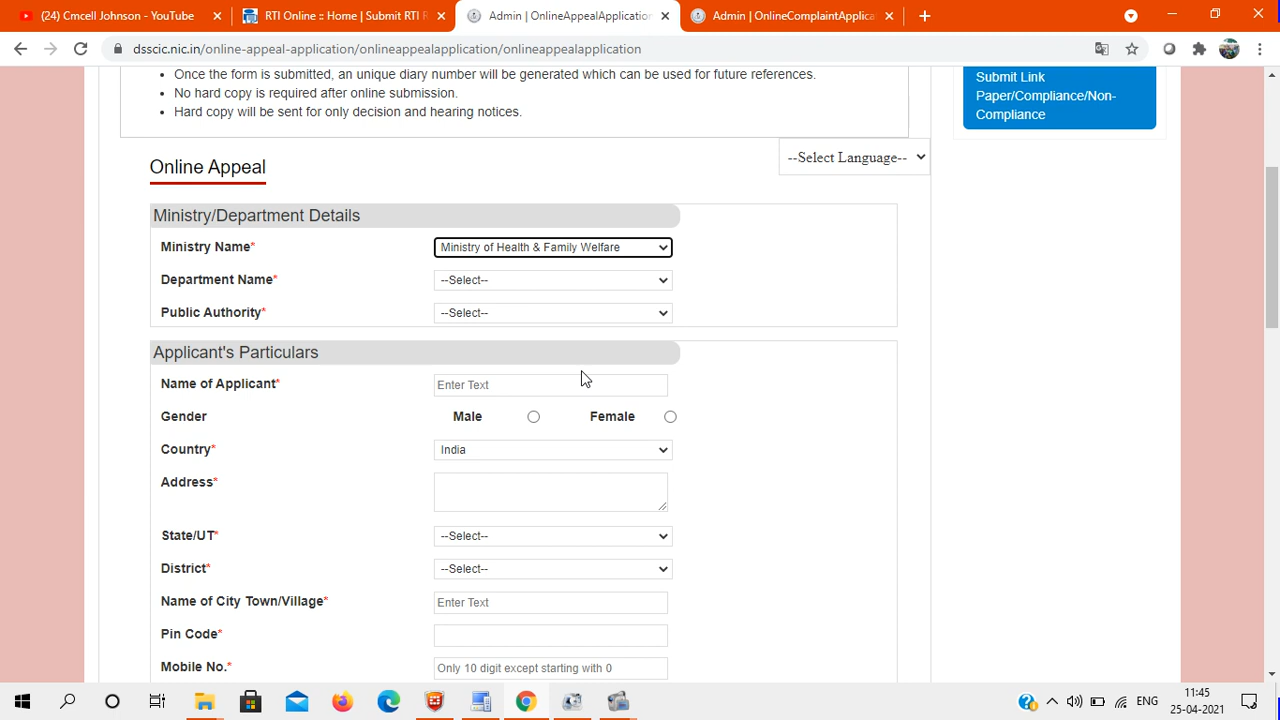 (24) Cmcell Johnson - YouTube
RTI Online :: Home | Submit RTI R
Admin | OnlineAppealApplication
Admin | OnlineComplaintApplica
dsscic.nic.in/online-appeal-application/onlineappealapplication/onlineappealapplication
Once the form is submitted, an unique diary number will be generated which can be used for future references.
No hard copy is required after online submission.
Hard copy will be sent for only decision and hearing notices.
Submit Link
Paper/Compliance/Non-
Compliance
--Select Language--
Online Appeal
Ministry/Department Details
Ministry Name* Ministry of Health & Family Welfare
Department Name* --Select--
Public Authority* --Select--
Applicant's Particulars
Name of Applicant* Enter Text
Gender Male Female
Country* India
Address*
State/UT* --Select--
District* --Select--
Name of City Town/Village* Enter Text
Pin Code*
Mobile No.* Only 10 digit except starting with 0
ENG
11:45
25-04-2021